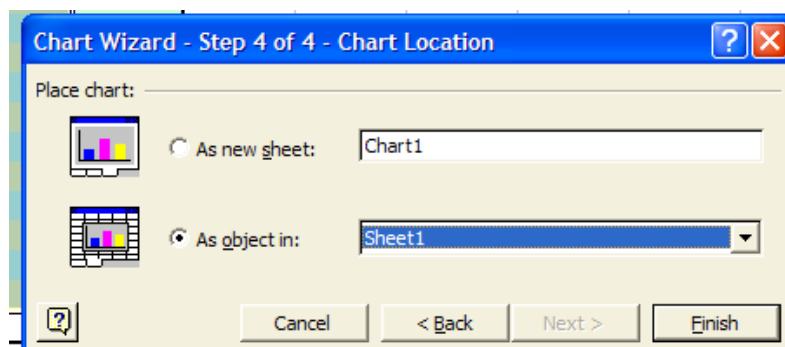 Chart Wizard - Step 4 of 4 - Chart Location
?
Place chart:
As new sheet: Chart1
As object in: Sheet1
? Cancel < Back Next > Finish